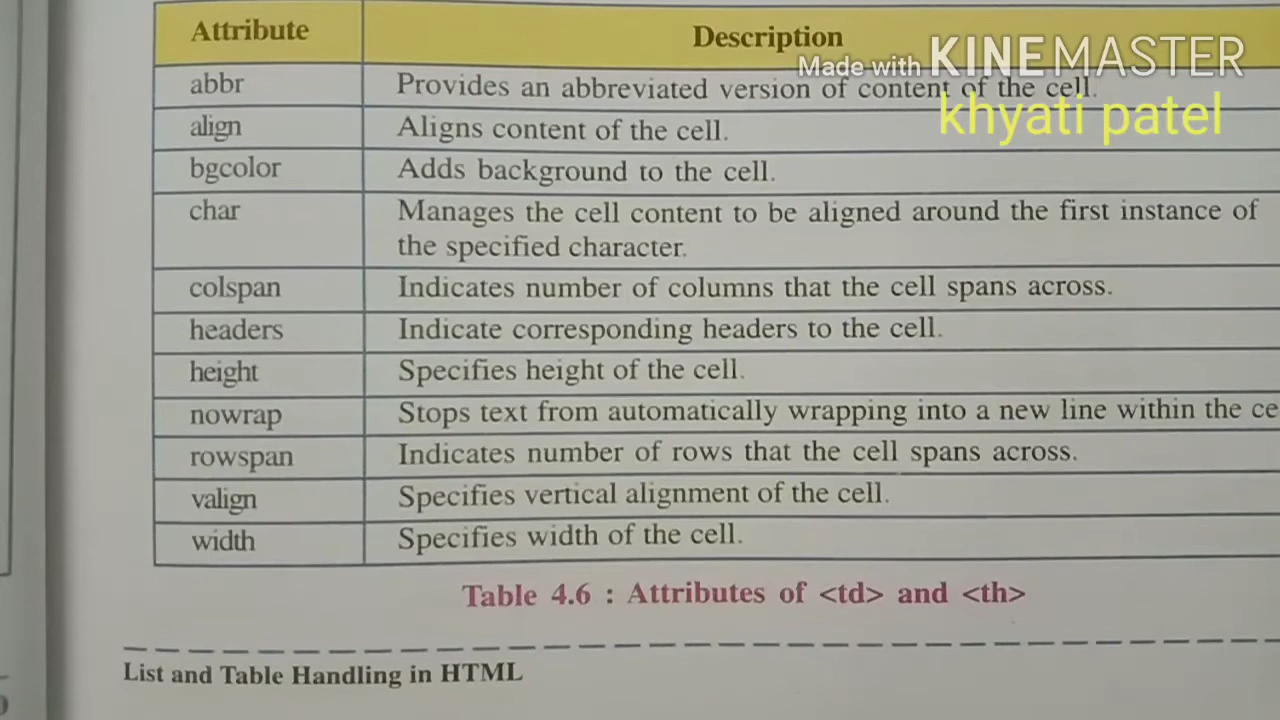 Attribute Description
Made with KINEMASTER
khyati patel
abbr Provides an abbreviated version of content of the cell.
align Aligns content of the cell.
bgcolor Adds background to the cell.
char Manages the cell content to be aligned around the first instance of
the specified character.
colspan Indicates number of columns that the cell spans across.
headers Indicate corresponding headers to the cell.
height Specifies height of the cell.
nowrap Stops text from automatically wrapping into a new line within the ce
rowspan Indicates number of rows that the cell spans across.
valign Specifies vertical alignment of the cell.
width Specifies width of the cell.
Table 4.6 : Attributes of <td> and <th>
List and Table Handling in HTML